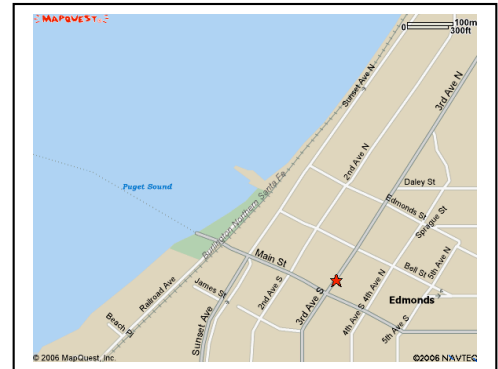 MAPQUEST
0 100m
300ft
Sunset Ave N
3rd Ave N
2nd Ave N
Daley St
Puget Sound
Burlington Northern Santa Fe
Edmonds St
Sprague St
Main St
Bell St
5th Ave N
4th Ave N
Railroad Ave
James St
2nd Ave S
3rd Ave S
Edmonds
Beach Pl
Sunset Ave
4th Ave S
5th Ave S
© 2006 MapQuest, Inc.
©2006 NAVTEQ